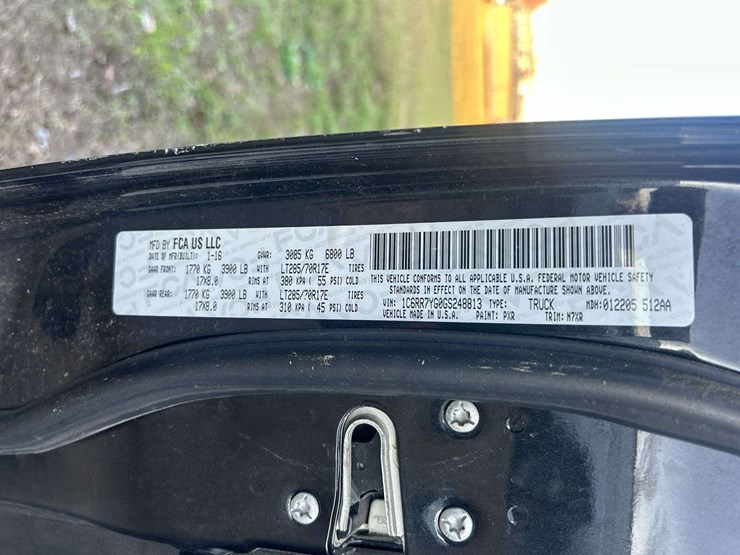 MFD BY FCA US LLC
DATE OF MFR(BUILT): 1-16 GVWR: 3085 KG 6800 LB
GAWR FRONT: 1770 KG 3900 LB WITH LT285/70R17E TIRES
17X8.0 RIMS AT 380 KPA ( 55 PSI) COLD
GAWR REAR: 1770 KG 3900 LB WITH LT285/70R17E TIRES
17X8.0 RIMS AT 310 KPA ( 45 PSI) COLD
THIS VEHICLE CONFORMS TO ALL APPLICABLE U.S.A. FEDERAL MOTOR VEHICLE SAFETY
STANDARDS IN EFFECT ON THE DATE OF MANUFACTURE SHOWN ABOVE.
VIN: 1C6RR7YG0GS248813 TYPE: TRUCK MDH: 012205 512AA
VEHICLE MADE IN U.S.A. PAINT: PXR TRIM: N7XR